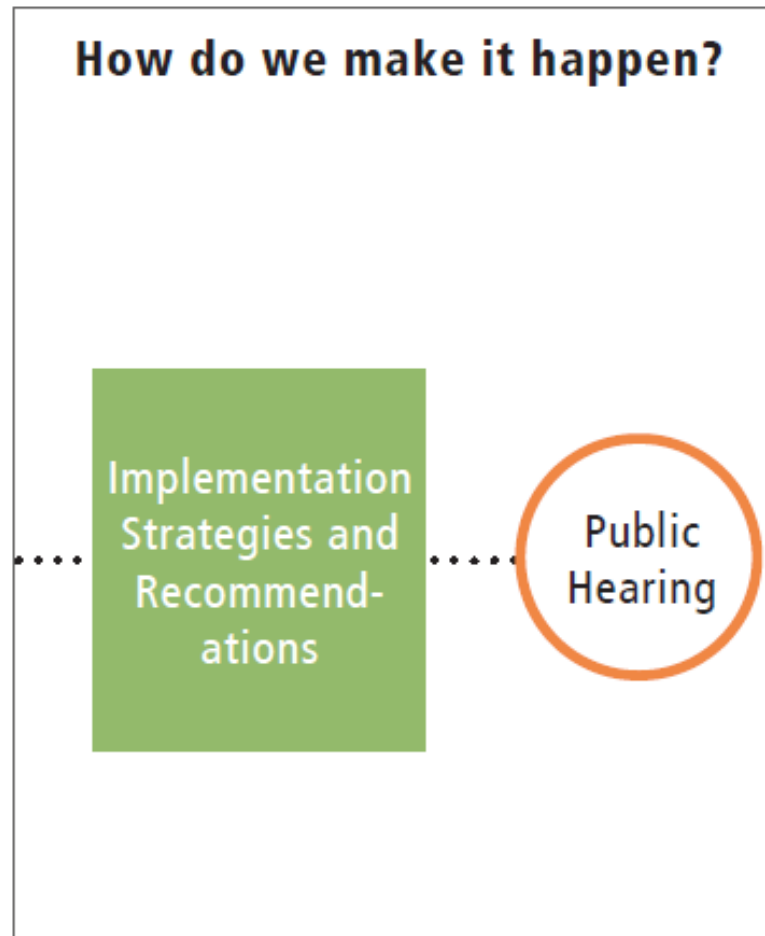 How do we make it happen?
Implementation
Strategies and
Recommend-
ations
Public
Hearing